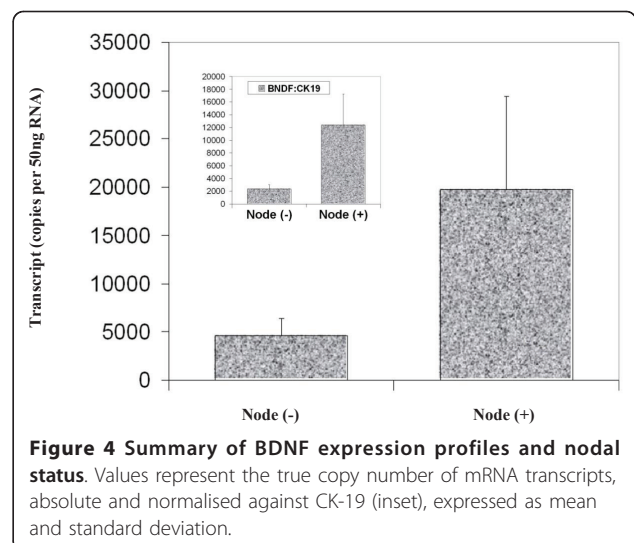 35000
30000
25000
20000
15000
10000
5000
0
Transcript (copies per 50ng RNA)
20000
18000
16000
14000
12000
10000
8000
6000
4000
2000
0
BNDF:CK19
Node (-) Node (+)
Node (-) Node (+)
Figure 4 Summary of BDNF expression profiles and nodal
status. Values represent the true copy number of mRNA transcripts,
absolute and normalised against CK-19 (inset), expressed as mean
and standard deviation.